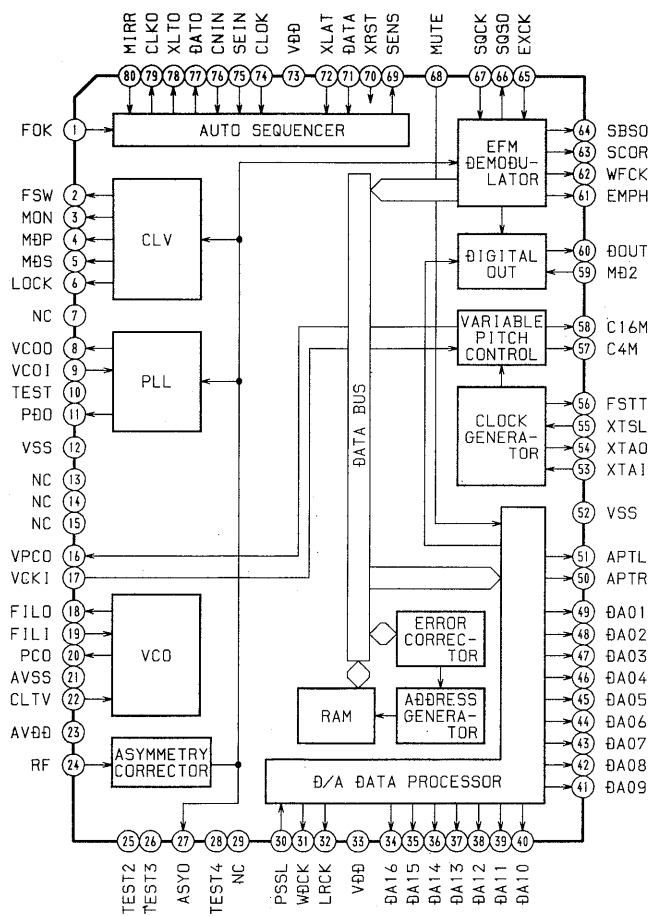 MIRR
CLKO
XLTO
DATO
CNIN
SEIN
CLOK
VDD
XLAT
DATA
XRST
SENS
MUTE
SQCK
SQSO
EXCK
80
79
78
77
76
75
74
73
72
71
70
69
68
67
66
65
FOK 1
AUTO SEQUENCER
EFM
DEMODU-
LATOR
64 SBSO
63 SCOR
62 WFCK
61 EMPH
FSW 2
MON 3
MDP 4
MDS 5
LOCK 6
CLV
DIGITAL
OUT
60 DOUT
59 MD2
NC 7
VCOO 8
VCOI 9
TEST 10
PDO 11
PLL
VARIABLE
PITCH
CONTROL
58 C16M
57 C4M
DATA BUS
CLOCK
GENERA-
TOR
56 FSTT
55 XTSL
54 XTAO
53 XTAI
VSS 12
NC 13
NC 14
NC 15
52 VSS
VPCO 16
VCKI 17
51 APTL
50 APTR
FILO 18
FILI 19
PCO 20
AVSS 21
CLTV 22
VCO
ERROR
CORREC-
TOR
RAM
ADDRESS
GENERA-
TOR
49 DA01
48 DA02
47 DA03
46 DA04
45 DA05
44 DA06
43 DA07
42 DA08
41 DA09
AVDD 23
RF 24
ASYMMETRY
CORRECTOR
D/A DATA PROCESSOR
25
26
27
28
29
30
31
32
33
34
35
36
37
38
39
40
TEST2
TEST3
ASYO
TEST4
NC
PSSL
WDCK
LRCK
VDD
DA16
DA15
DA14
DA13
DA12
DA11
DA10